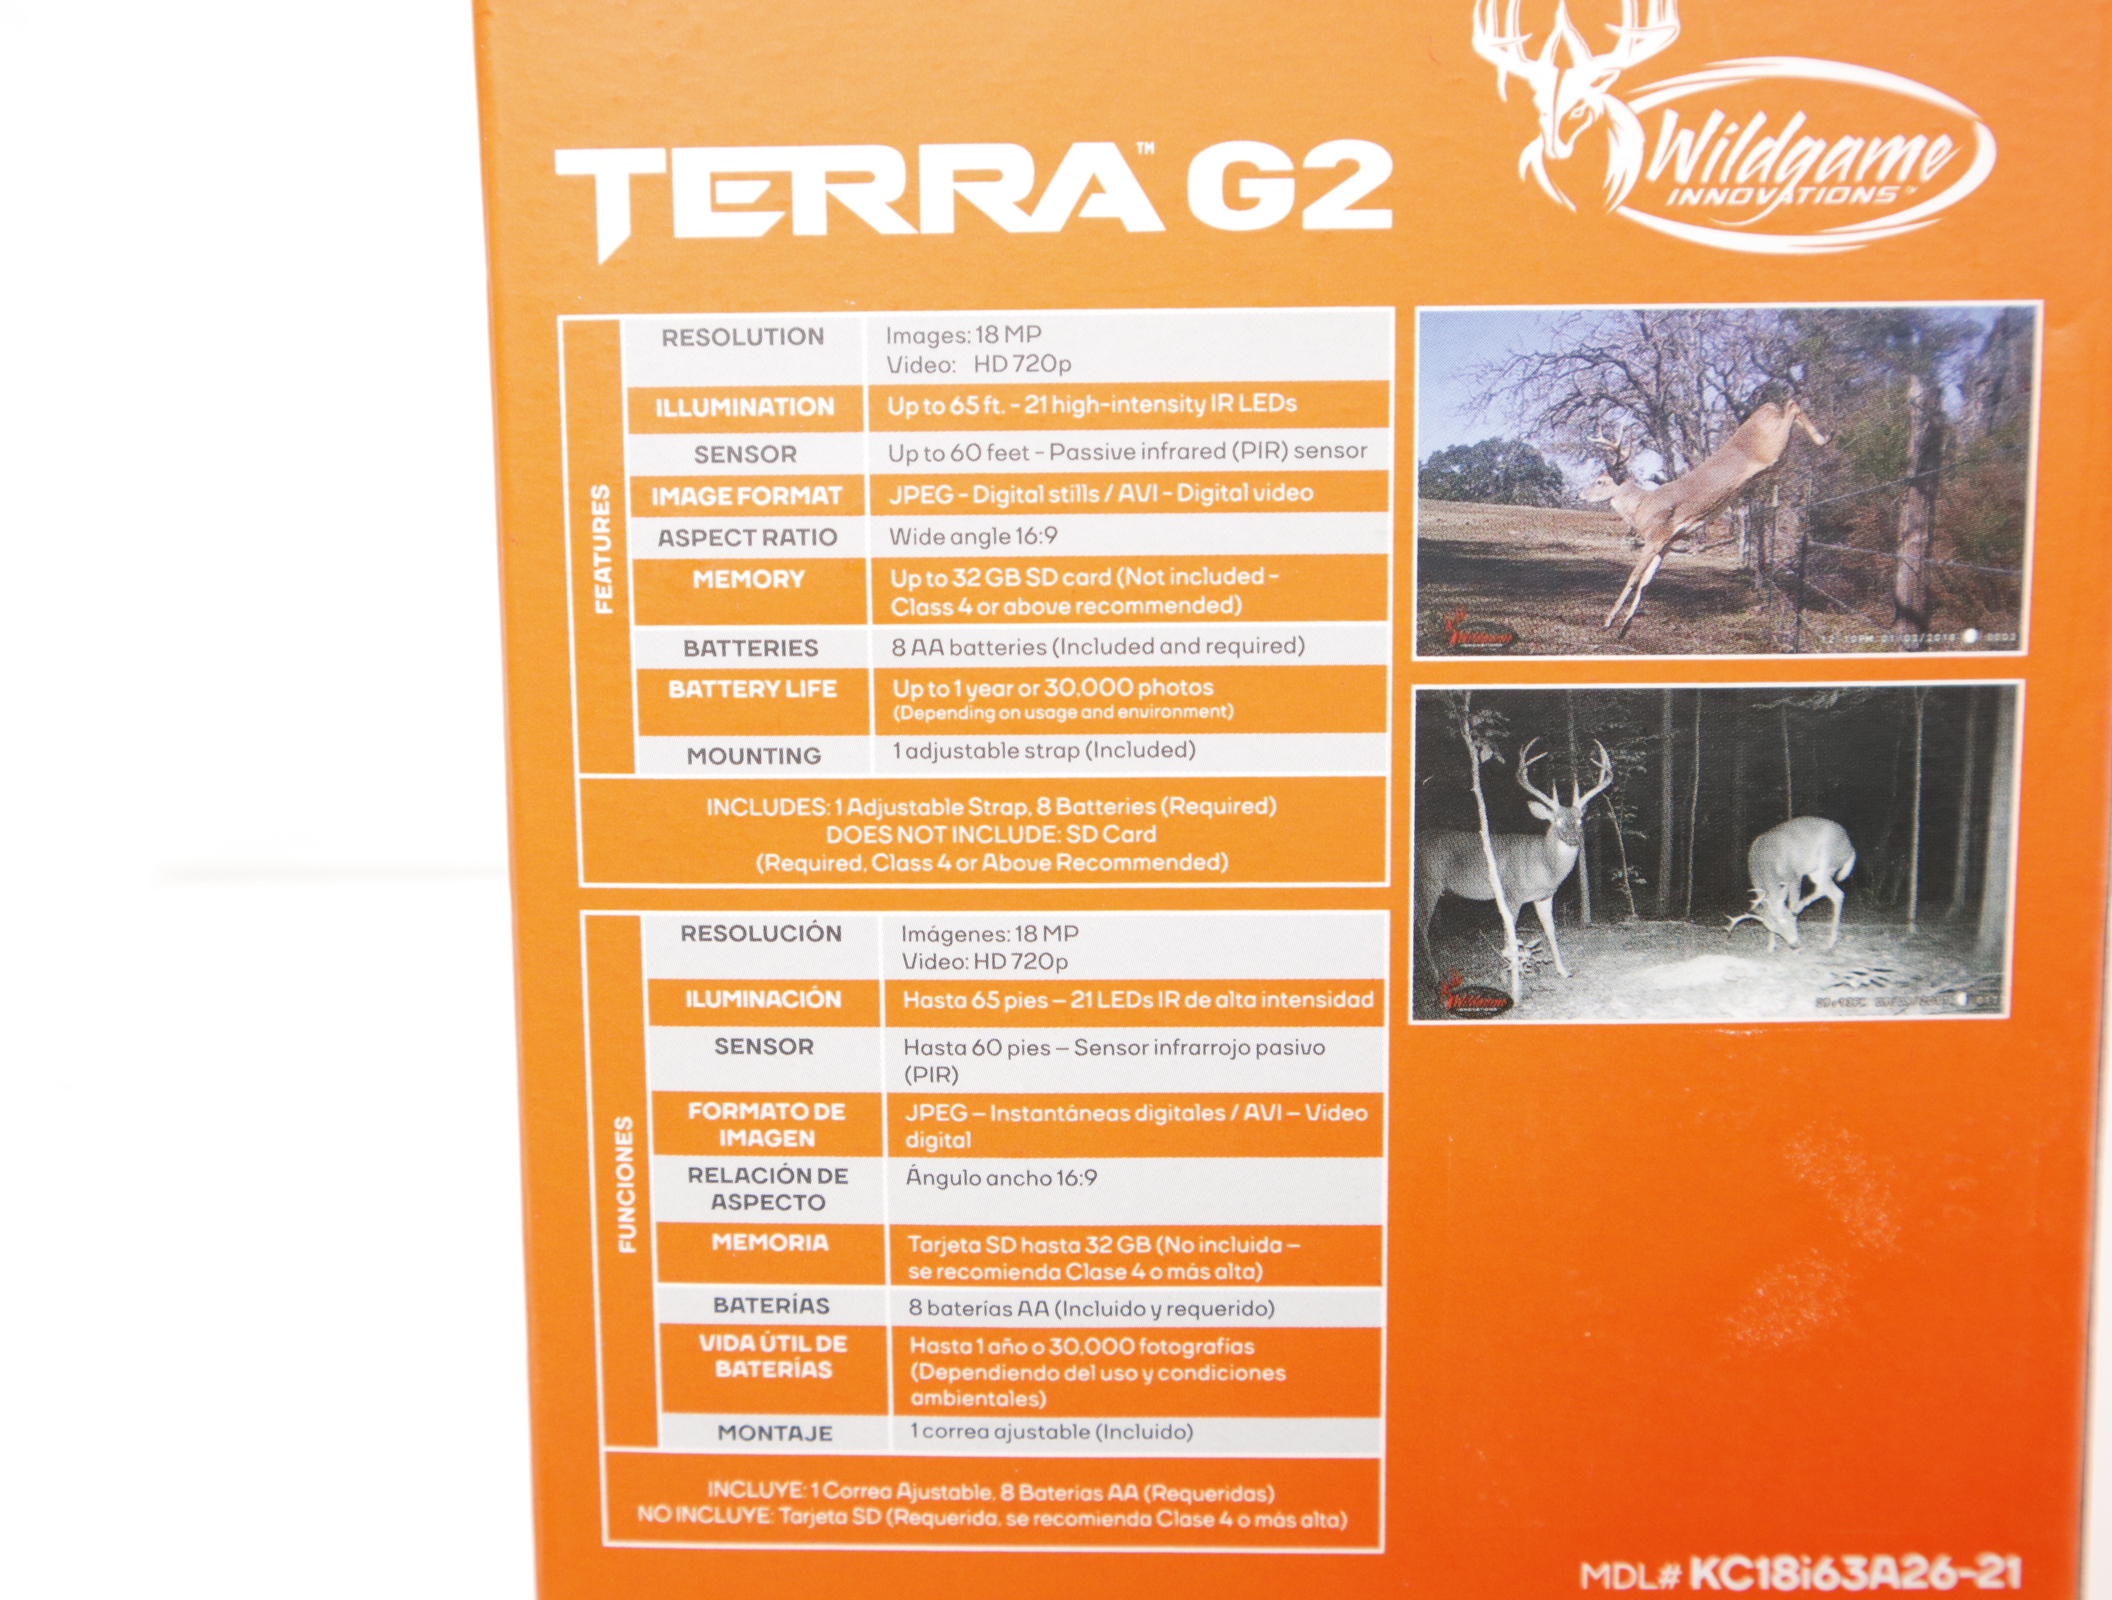 TERRA™ G2
Wildgame
INNOVATIONS™
FEATURES
RESOLUTION Images: 18 MP
Video: HD 720p
ILLUMINATION Up to 65 ft. - 21 high-intensity IR LEDs
SENSOR Up to 60 feet - Passive infrared (PIR) sensor
IMAGE FORMAT JPEG - Digital stills / AVI - Digital video
ASPECT RATIO Wide angle 16:9
MEMORY Up to 32 GB SD card (Not included -
Class 4 or above recommended)
BATTERIES 8 AA batteries (Included and required)
BATTERY LIFE Up to 1 year or 30,000 photos
(Depending on usage and environment)
MOUNTING 1 adjustable strap (Included)
INCLUDES: 1 Adjustable Strap, 8 Batteries (Required)
DOES NOT INCLUDE: SD Card
(Required, Class 4 or Above Recommended)
FUNCIONES
RESOLUCIÓN Imágenes: 18 MP
Video: HD 720p
ILUMINACIÓN Hasta 65 pies – 21 LEDs IR de alta intensidad
SENSOR Hasta 60 pies – Sensor infrarrojo pasivo
(PIR)
FORMATO DE JPEG – Instantáneas digitales / AVI – Video
IMAGEN digital
RELACIÓN DE Ángulo ancho 16:9
ASPECTO
MEMORIA Tarjeta SD hasta 32 GB (No incluida –
se recomienda Clase 4 o más alta)
BATERÍAS 8 baterías AA (Incluido y requerido)
VIDA ÚTIL DE Hasta 1 año o 30,000 fotografías
BATERÍAS (Dependiendo del uso y condiciones
ambientales)
MONTAJE 1 correa ajustable (Incluido)
INCLUYE: 1 Correa Ajustable, 8 Baterías AA (Requeridas)
NO INCLUYE: Tarjeta SD (Requerida, se recomienda Clase 4 o más alta)
Wildgame
INNOVATIONS
Wildgame
INNOVATIONS
MDL# KC18i63A26-21